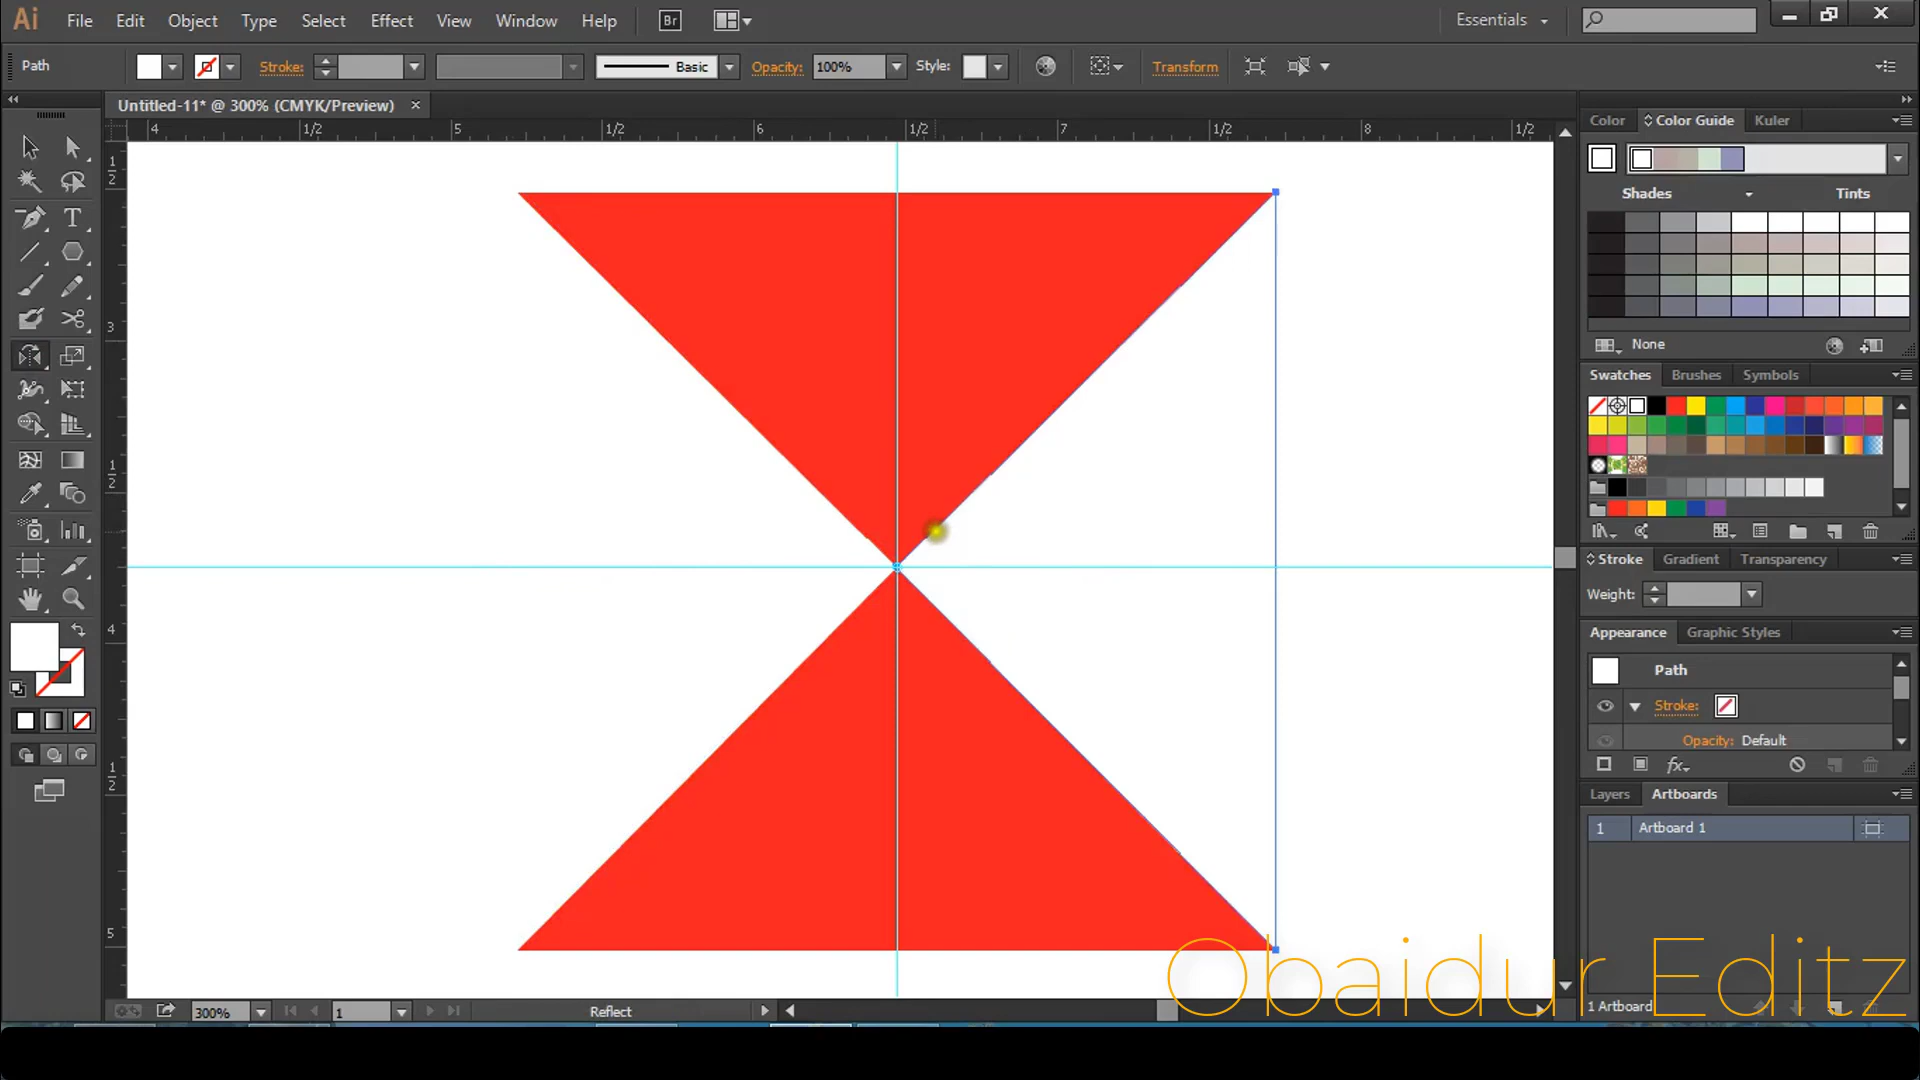 Ai File Edit Object Type Select Effect View Window Help Br Essentials
Path Stroke: Basic Opacity: 100% Style: Transform
Untitled-11* @ 300% (CMYK/Preview) ×
4 1/2 5 1/2 6 1/2 7 1/2 8 1/2
1/2
3
1/2
4
1/2
5
T
Color Color Guide Kuler
Shades Tints
None
Swatches Brushes Symbols
Stroke Gradient Transparency
Weight:
Appearance Graphic Styles
Path
Stroke:
Opacity: Default
fx
Layers Artboards
1 Artboard 1
1 Artboard
300% 1 Reflect
Obaidur Editz